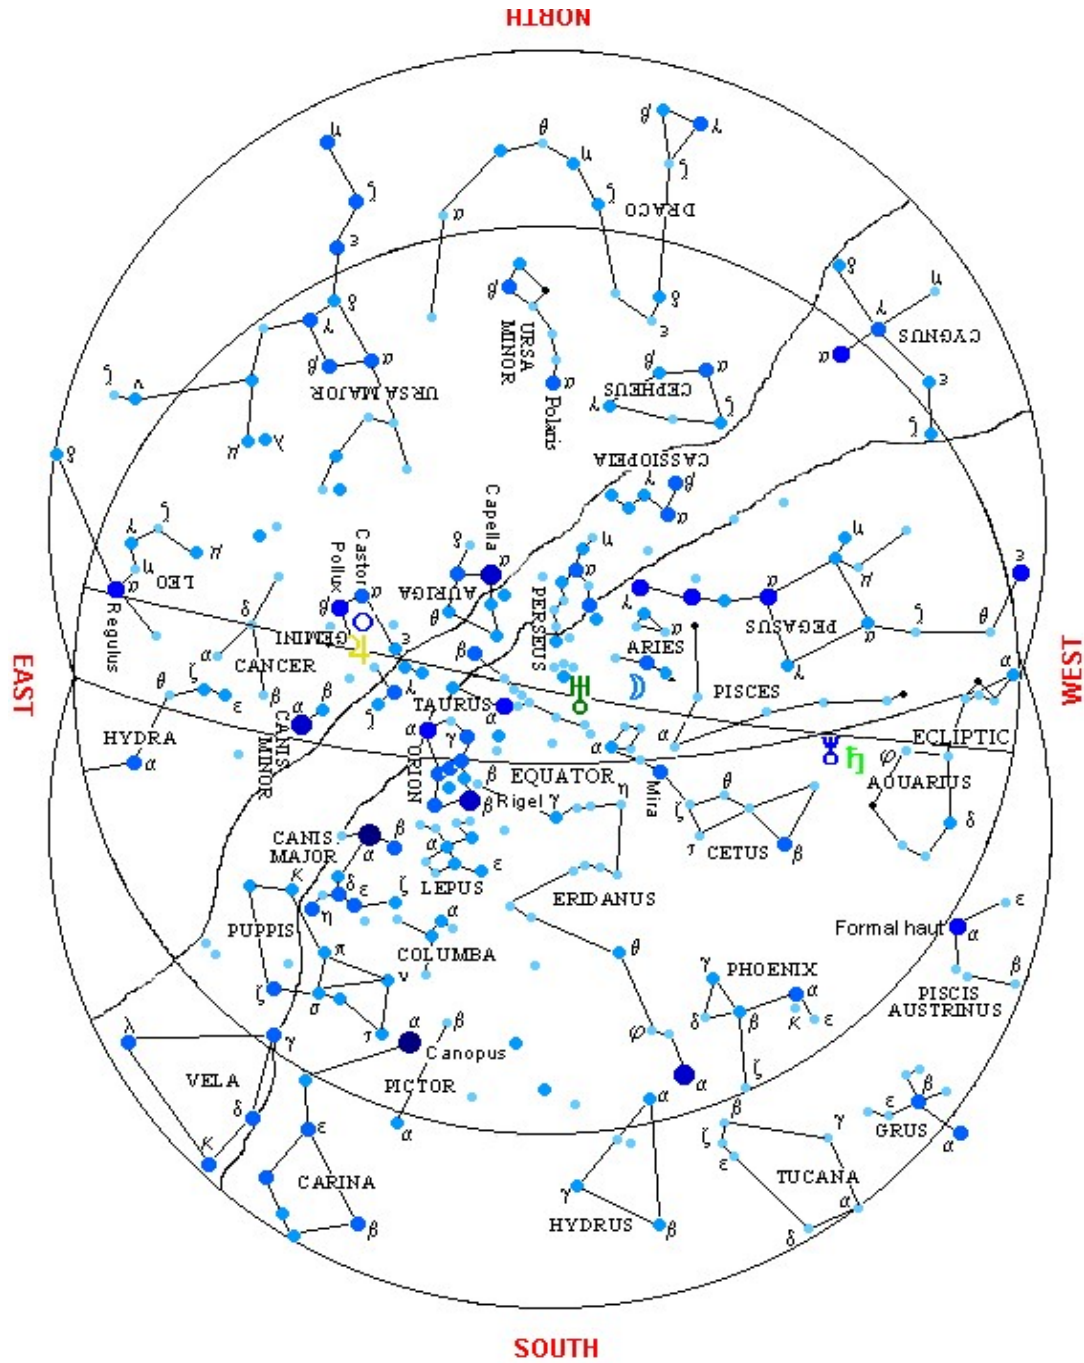 NORTH
μ
ζ
ε
δ
γ
β
α
URSA MAJOR
ζ
ν
μ
λ
θ
η
ζ
α
β
γ
ζ
DRACO
δ
ε
β
URSA
MINOR
α
Polaris
β
α
CEPHEUS
γ
ζ
δ
η
γ
CYGNUS
α
ε
ζ
CASSIOPEIA
γ
β
α
δ
γ
ζ
η
μ
α
LEO
Regulus
Castor
Pollux
β
α
GEMINI
♃
ε
γ
ζ
Capella
δ
α
AURIGA
θ
β
η
α
PERSEUS
γ
α
ARIES
α
PEGASUS
η
μ
α
γ
ζ
θ
ε
α
EAST
WEST
δ
α
CANCER
β
θ
ζ
ε
HYDRA
α
β
α
CANIS
MINOR
TAURUS
α
♅
☽
PISCES
α
ECLIPTIC
α
γ
ORION
β
β
Rigel
EQUATOR
α
Mira
♆
♄
φ
AQUARIUS
δ
γ
η
ζ
θ
τ
CETUS
β
CANIS
MAJOR
β
α
δ
ε
η
ζ
α
LEPUS
ε
ERIDANUS
θ
φ
α
κ
PUPPIS
ζ
π
ν
σ
τ
α
COLUMBA
Formal haut
α
ε
β
PISCIS
AUSTRINUS
γ
PHOENIX
α
δ
β
κ
ε
ζ
λ
γ
VELA
δ
κ
α
Canopus
β
PICTOR
α
ε
CARINA
β
α
γ
HYDRUS
β
β
ζ
ε
γ
TUCANA
α
δ
β
ε
GRUS
α
SOUTH